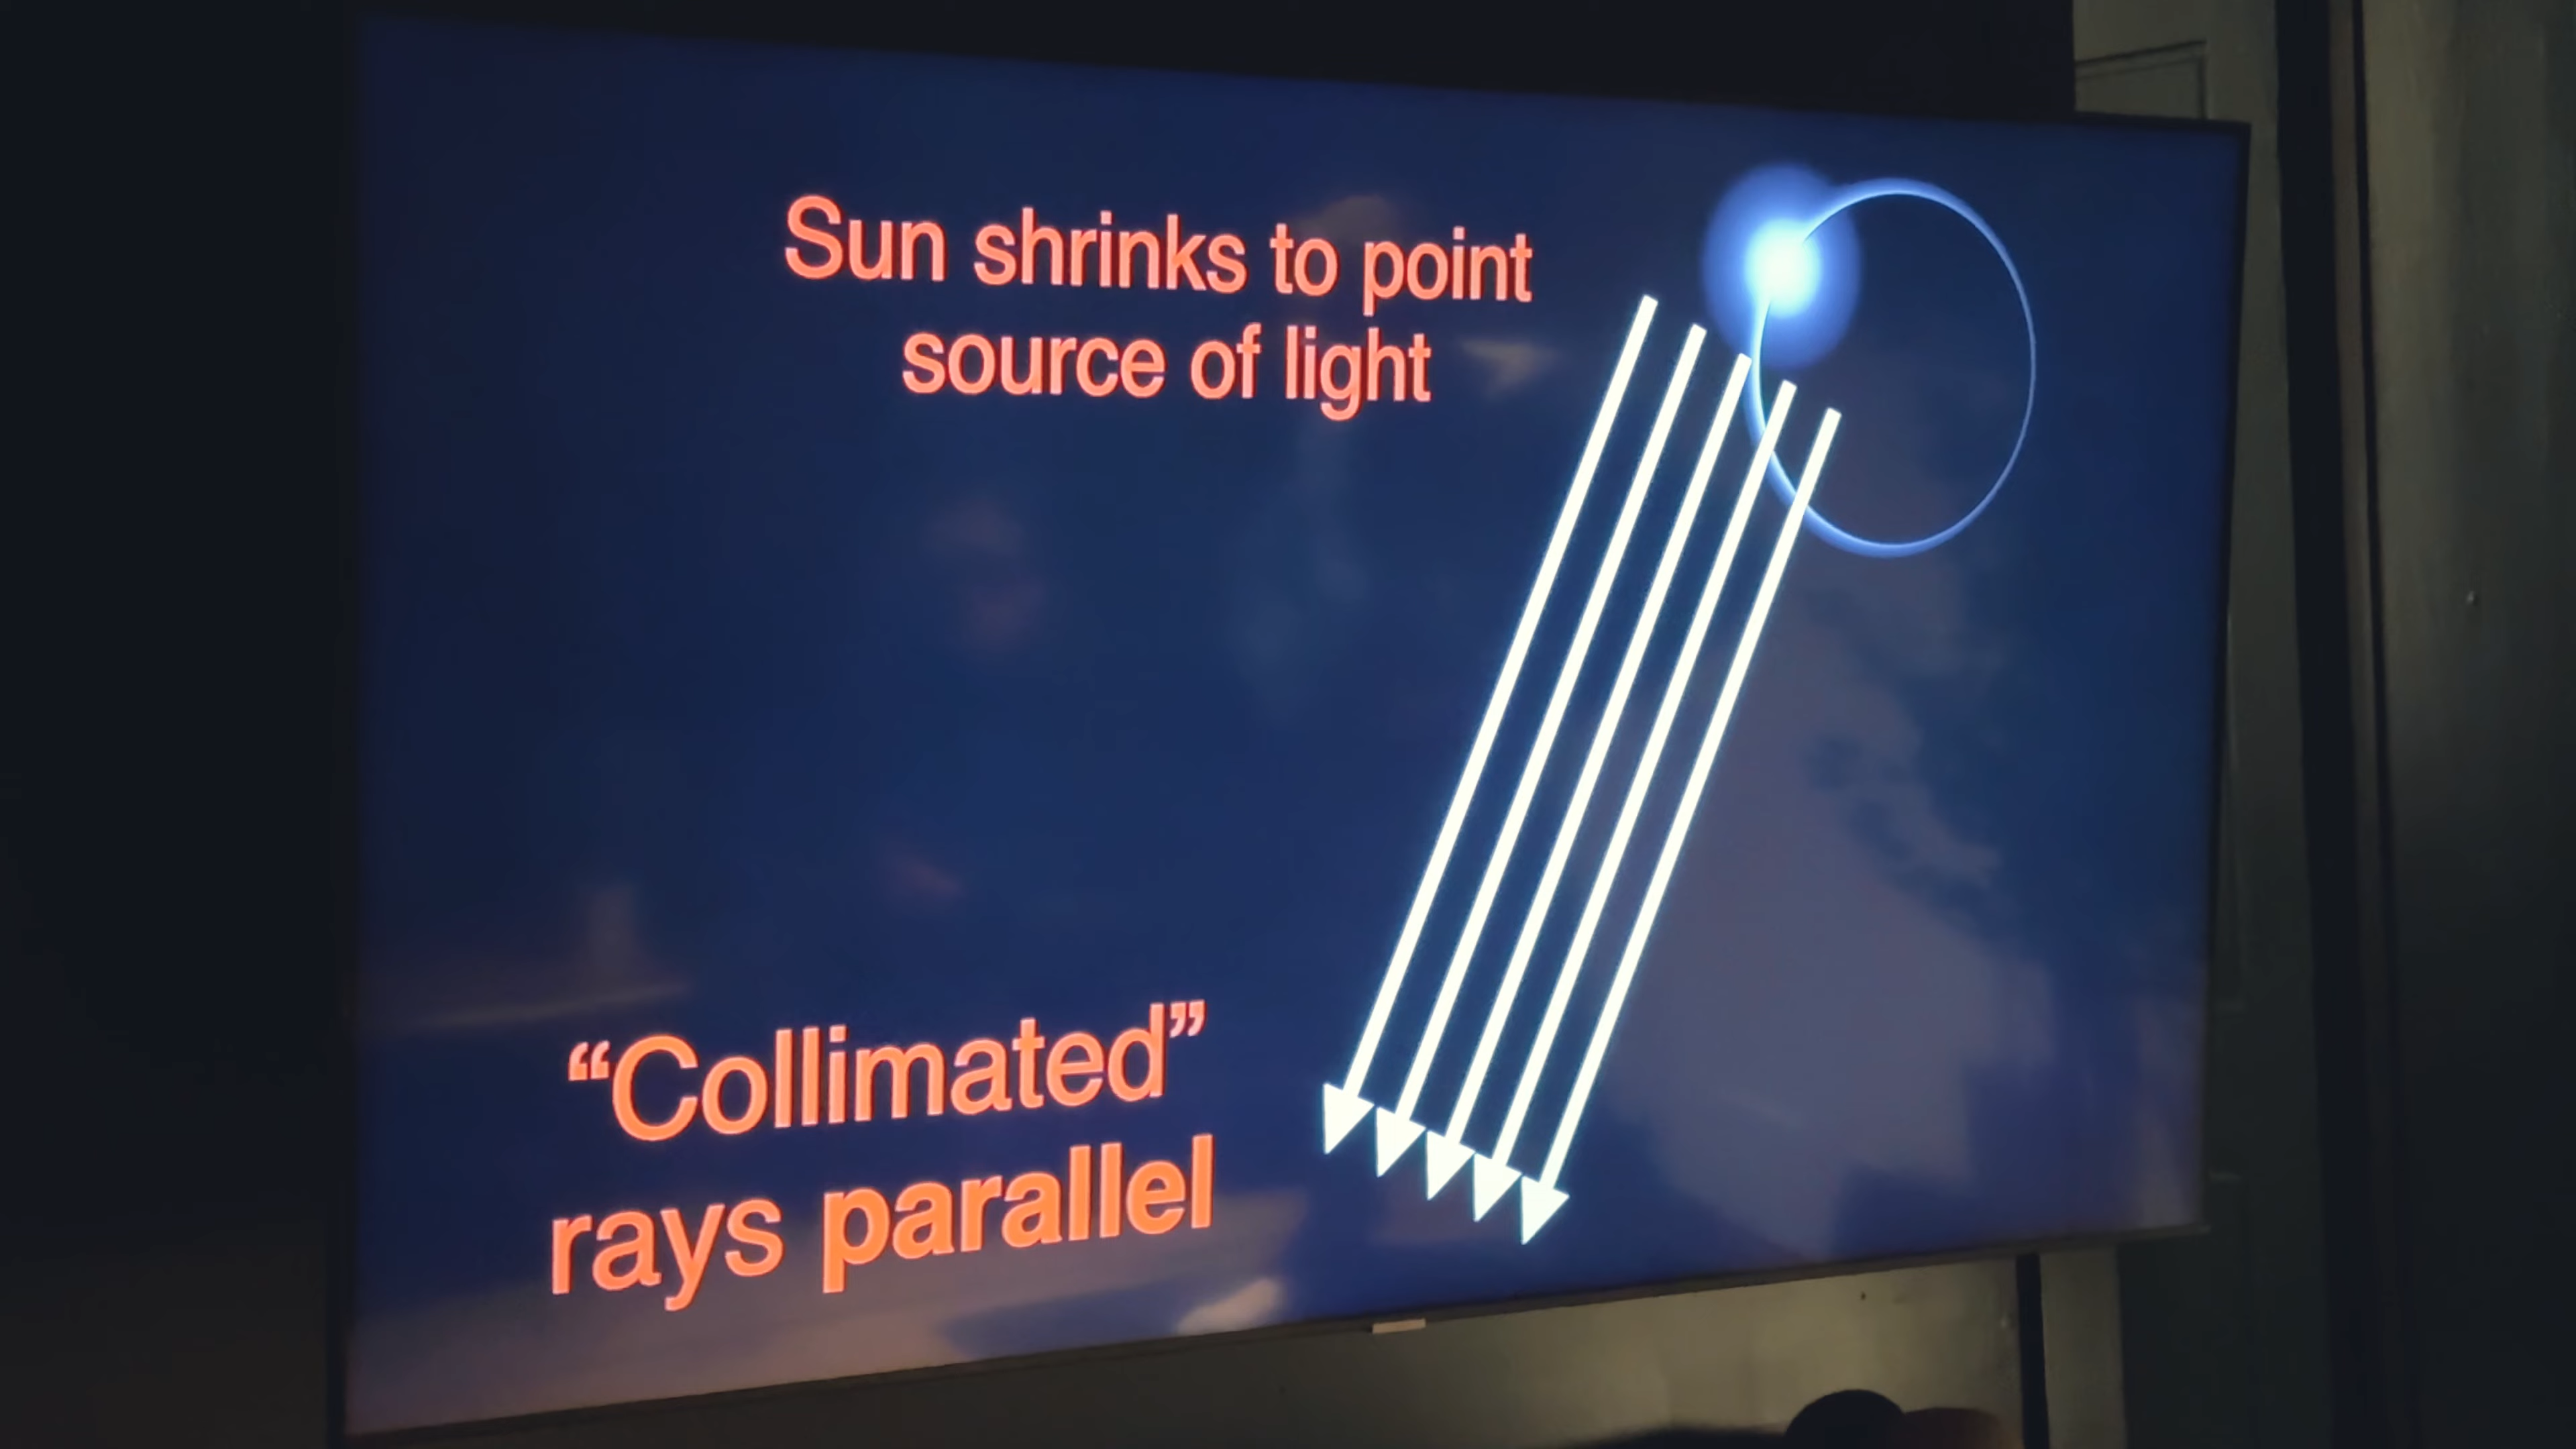 Sun shrinks to point
source of light
“Collimated”
rays parallel